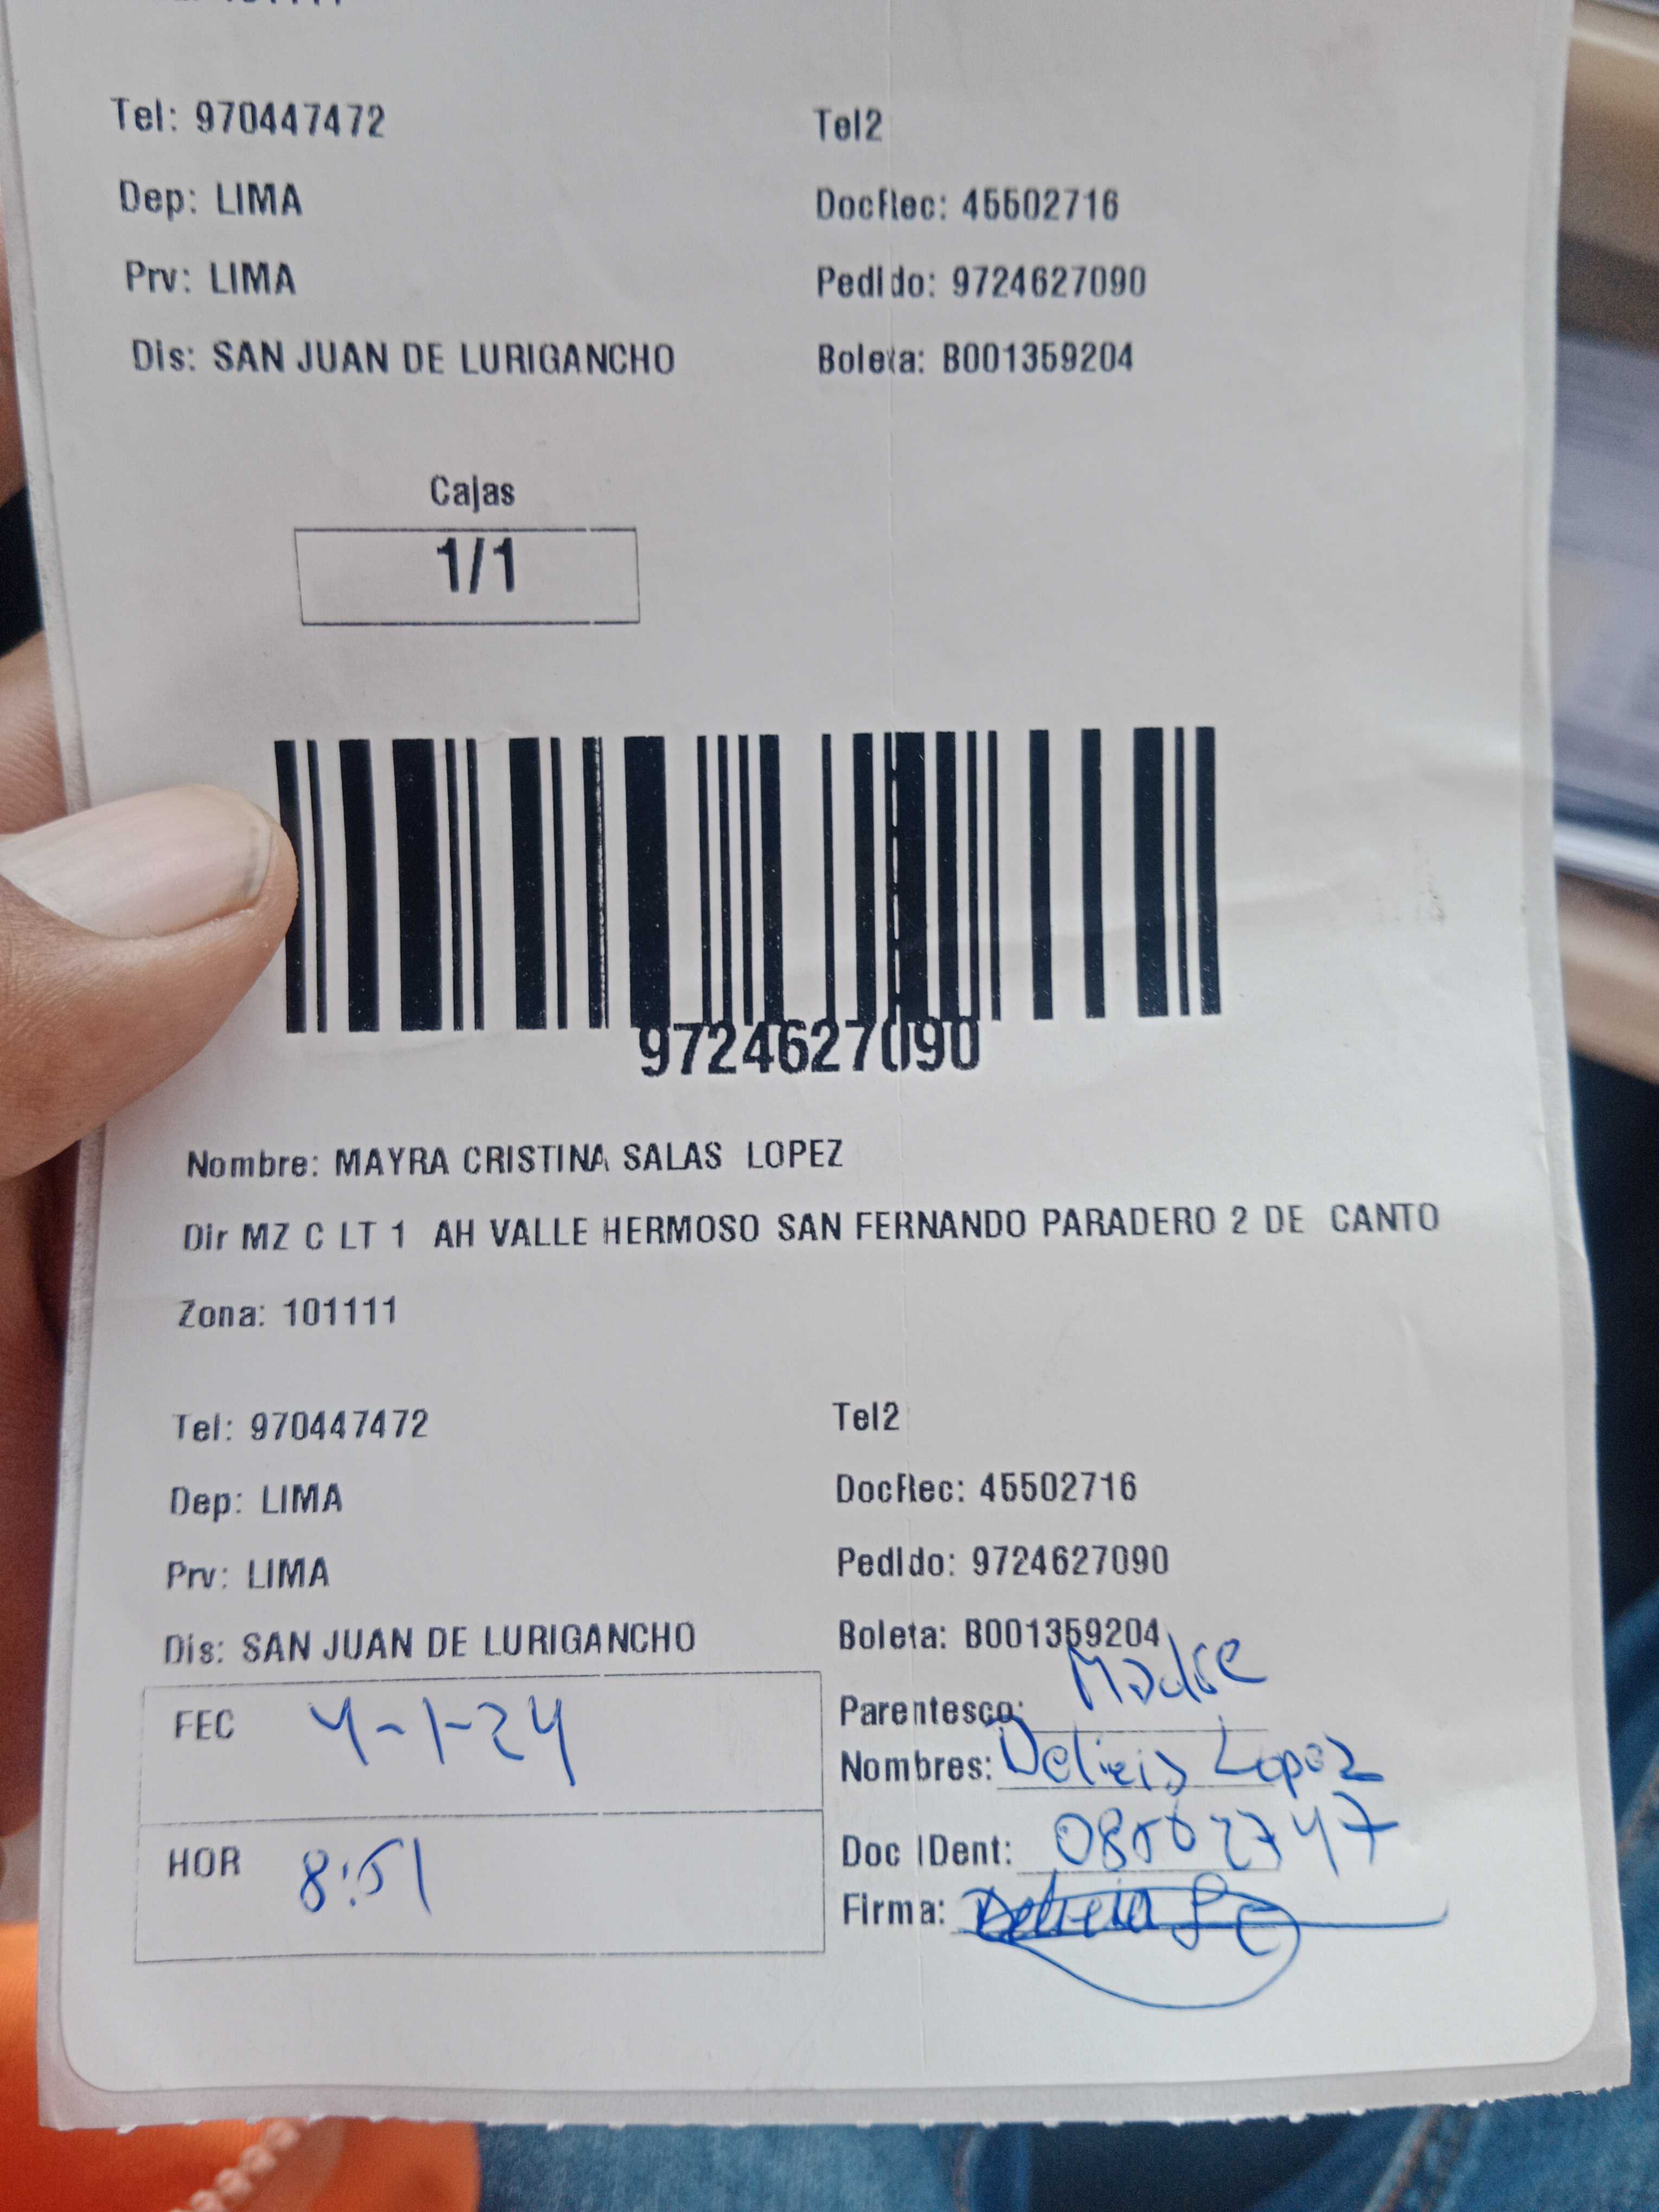 Tel: 970447472
Tel2
Dep: LIMA
DocRec: 45502716
Prv: LIMA
Pedido: 9724627090
Dis: SAN JUAN DE LURIGANCHO
Boleta: B001359204
Cajas
1/1
9724627090
Nombre: MAYRA CRISTINA SALAS LOPEZ
Dir MZ C LT 1 AH VALLE HERMOSO SAN FERNANDO PARADERO 2 DE CANTO
Zona: 101111
Tel: 970447472
Tel2
Dep: LIMA
DocRec: 45502716
Prv: LIMA
Pedido: 9724627090
Dis: SAN JUAN DE LURIGANCHO
Boleta: B001359204
FEC 4-1-24
Parentesco: Madre
Nombres: Lopez
HOR 8:51
Doc IDent:
Firma: